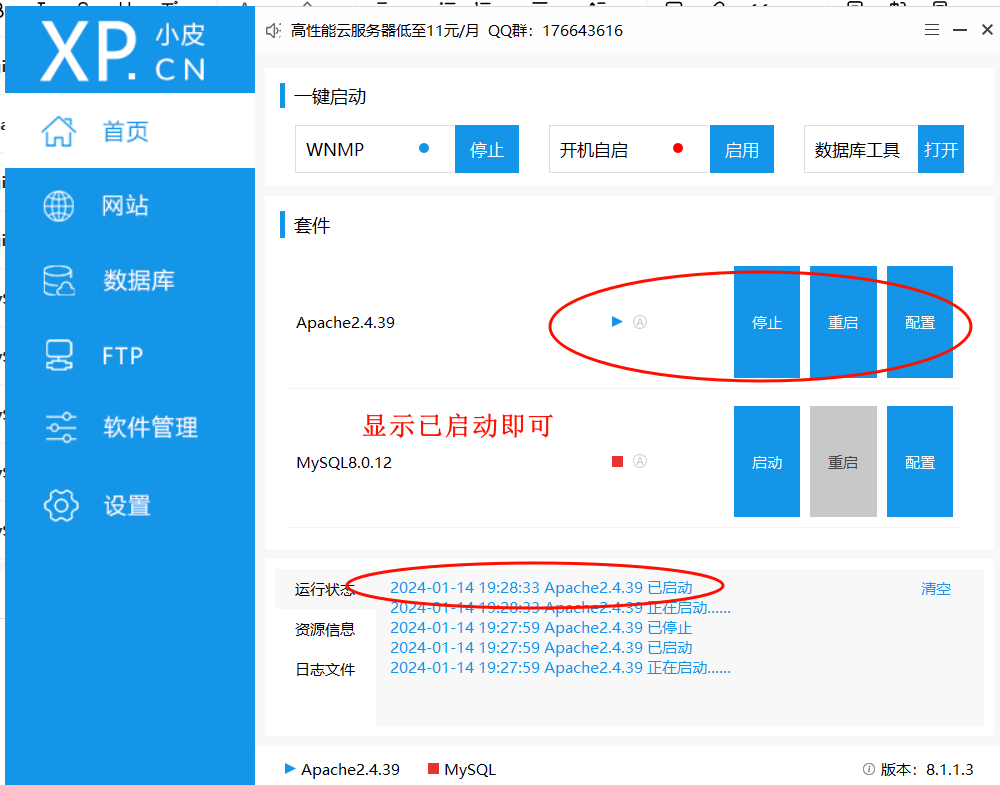 XP.小皮
CN
高性能云服务器低至11元/月 QQ群：176643616
首页
网站
数据库
FTP
软件管理
设置
一键启动
WNMP 停止 开机自启 启用 数据库工具 打开
套件
Apache2.4.39 Ⓐ 停止 重启 配置
显示已启动即可
MySQL8.0.12 Ⓐ 启动 重启 配置
运行状态 2024-01-14 19:28:33 Apache2.4.39 已启动 清空
2024-01-14 19:28:33 Apache2.4.39 正在启动......
资源信息 2024-01-14 19:27:59 Apache2.4.39 已停止
2024-01-14 19:27:59 Apache2.4.39 已启动
日志文件 2024-01-14 19:27:59 Apache2.4.39 正在启动......
Apache2.4.39 MySQL 版本：8.1.1.3